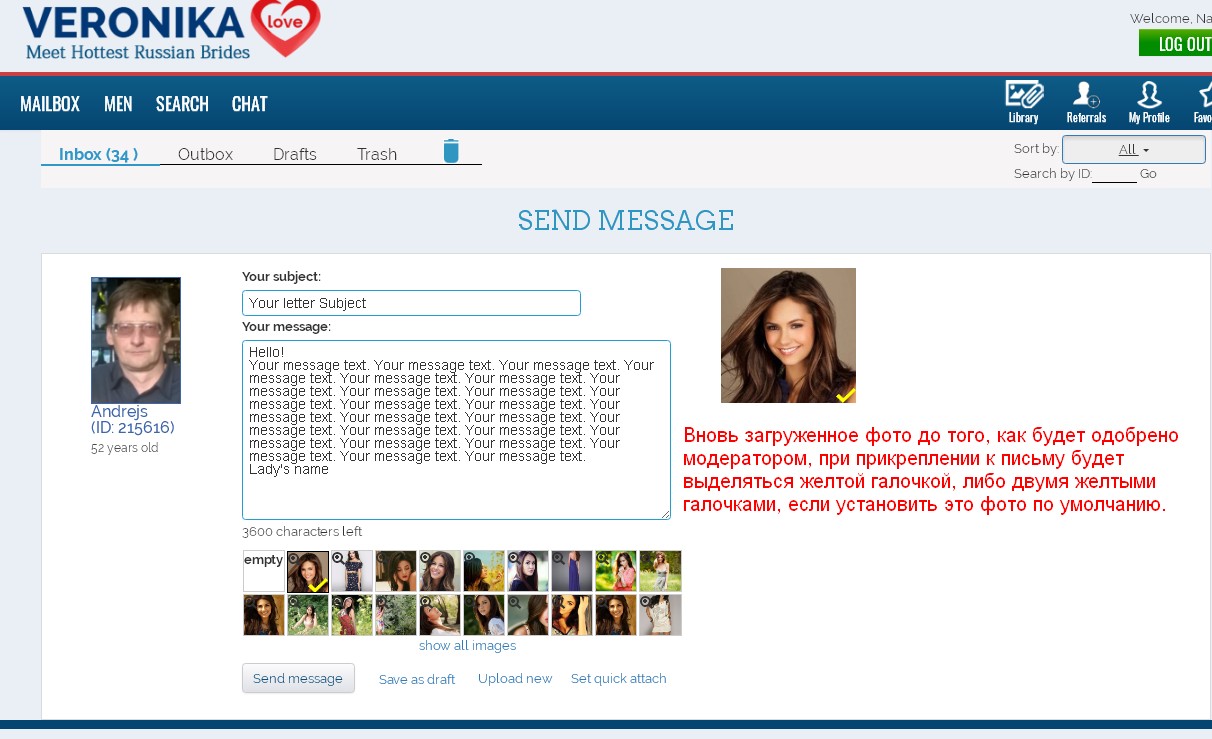 VERONIKA
love
Meet Hottest Russian Brides
Welcome, Na
LOG OUT
MAILBOX MEN SEARCH CHAT
Library Referrals My Profile Favo
Inbox (34 ) Outbox Drafts Trash
Sort by: All
Search by ID: Go
SEND MESSAGE
Your subject:
Your letter Subject
Your message:
Hello!
Your message text. Your message text. Your message text. Your
message text. Your message text. Your message text. Your
message text. Your message text. Your message text. Your
message text. Your message text. Your message text. Your
message text. Your message text. Your message text. Your
message text. Your message text. Your message text. Your
message text. Your message text. Your message text. Your
message text. Your message text. Your message text.
Lady's name
Andrejs
(ID: 215616)
52 years old
Вновь загруженное фото до того, как будет одобрено
модератором, при прикреплении к письму будет
выделяться желтой галочкой, либо двумя желтыми
галочками, если установить это фото по умолчанию.
3600 characters left
empty
show all images
Send message Save as draft Upload new Set quick attach